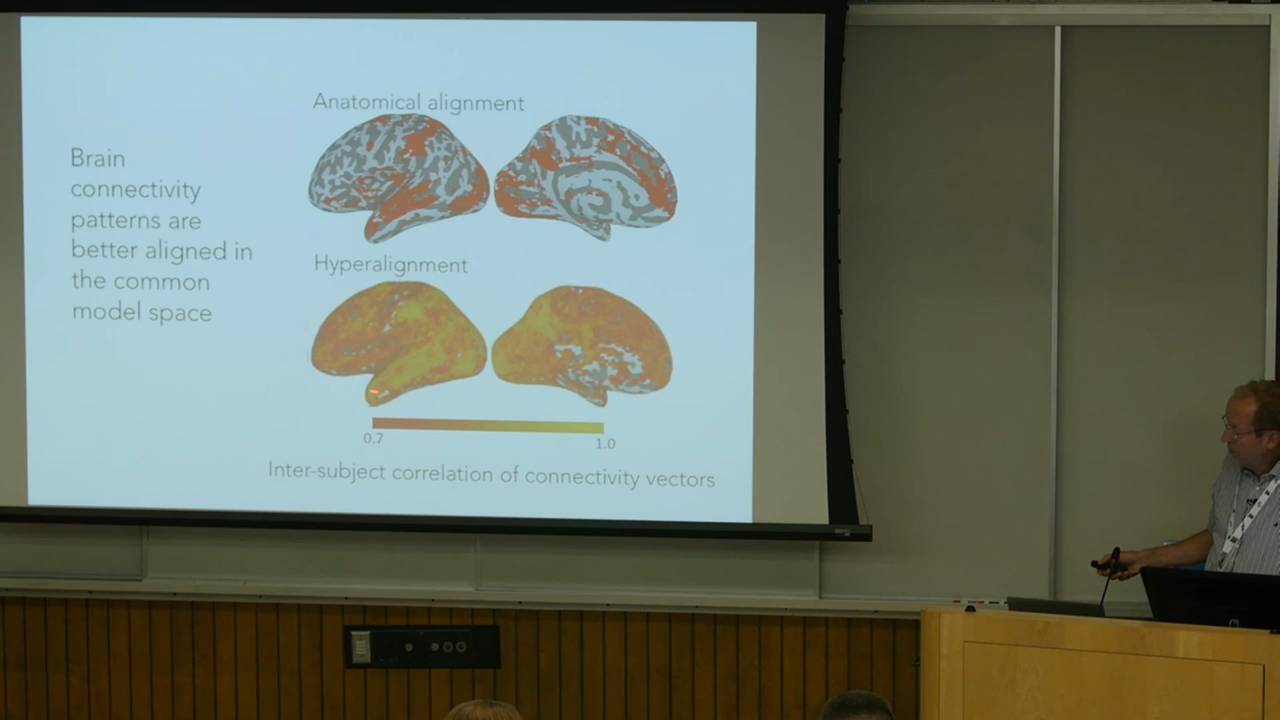 Brain
connectivity
patterns are
better aligned in
the common
model space
Anatomical alignment
Hyperalignment
0.7
1.0
Inter-subject correlation of connectivity vectors